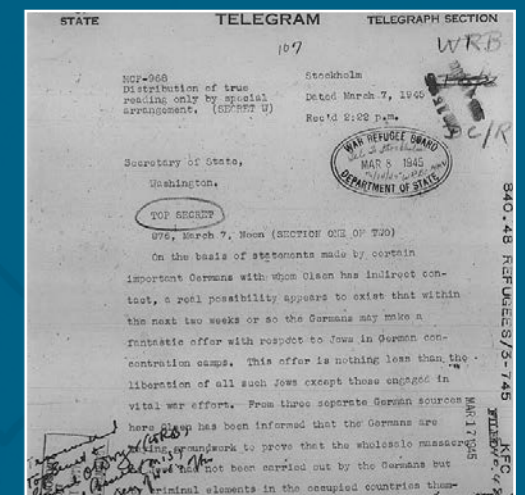 STATE
TELEGRAM
TELEGRAPH SECTION
107
WRB
MCP-968
Distribution of true
reading only by special
arrangement. (SECRET W)
Stockholm
Dated March 7, 1945
Rec'd 2:22 p.m.
C/R
WAR REFUGEE BOARD
MAR 8 1945
DEPARTMENT OF STATE
Secretary of State,
Washington.
TOP SECRET
976, March 7, Noon (SECTION ONE OF TWO)
On the basis of statements made by certain
important Germans with whom Olsen has indirect con-
tact, a real possibility appears to exist that within
the next two weeks or so the Germans may make a
fantastic offer with respect to Jews in German con-
centration camps. This offer is nothing less than the
liberation of all such Jews except those engaged in
vital war effort. From three separate German sources
here Olsen has been informed that the Germans are
groundwork to prove that the wholesale massacre
had not been carried out by the Germans but
criminal elements in the occupied countries them-
840.48 REFUGEES/3-745
MAR 17 1945